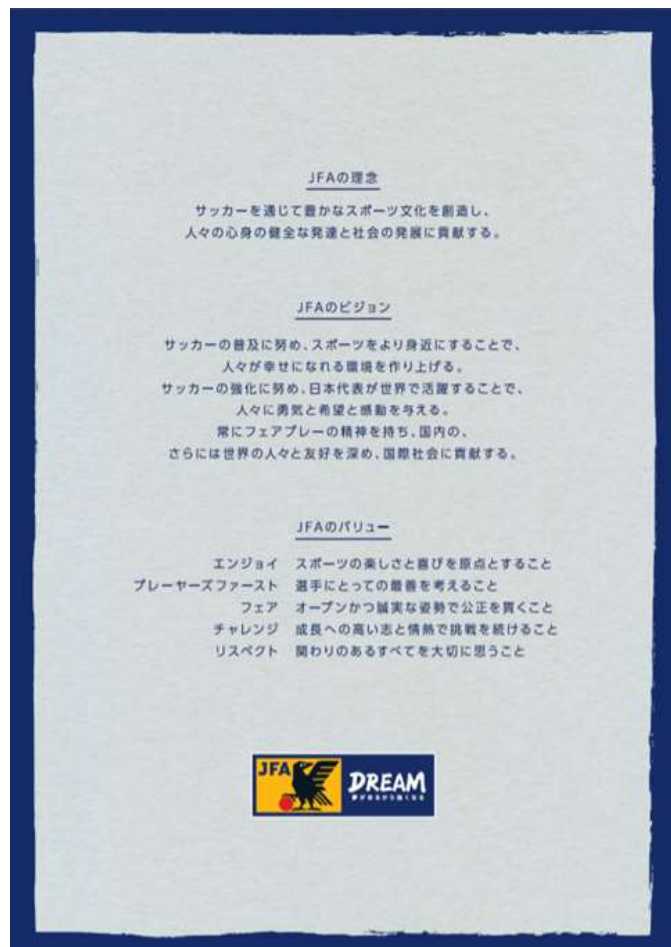 JFAの理念
サッカーを通じて豊かなスポーツ文化を創造し、
人々の心身の健全な発達と社会の発展に貢献する。
JFAのビジョン
サッカーの普及に努め、スポーツをより身近にすることで、
人々が幸せになれる環境を作り上げる。
サッカーの強化に努め、日本代表が世界で活躍することで、
人々に勇気と希望と感動を与える。
常にフェアプレーの精神を持ち、国内の、
さらには世界の人々と友好を深め、国際社会に貢献する。
JFAのバリュー
エンジョイ スポーツの楽しさと喜びを原点とすること
プレーヤーズファースト 選手にとっての最善を考えること
フェア オープンかつ誠実な姿勢で公正を貫くこと
チャレンジ 成長への高い志と情熱で挑戦を続けること
リスペクト 関わりのあるすべてを大切に思うこと
JFA DREAM
夢があるから強くなる